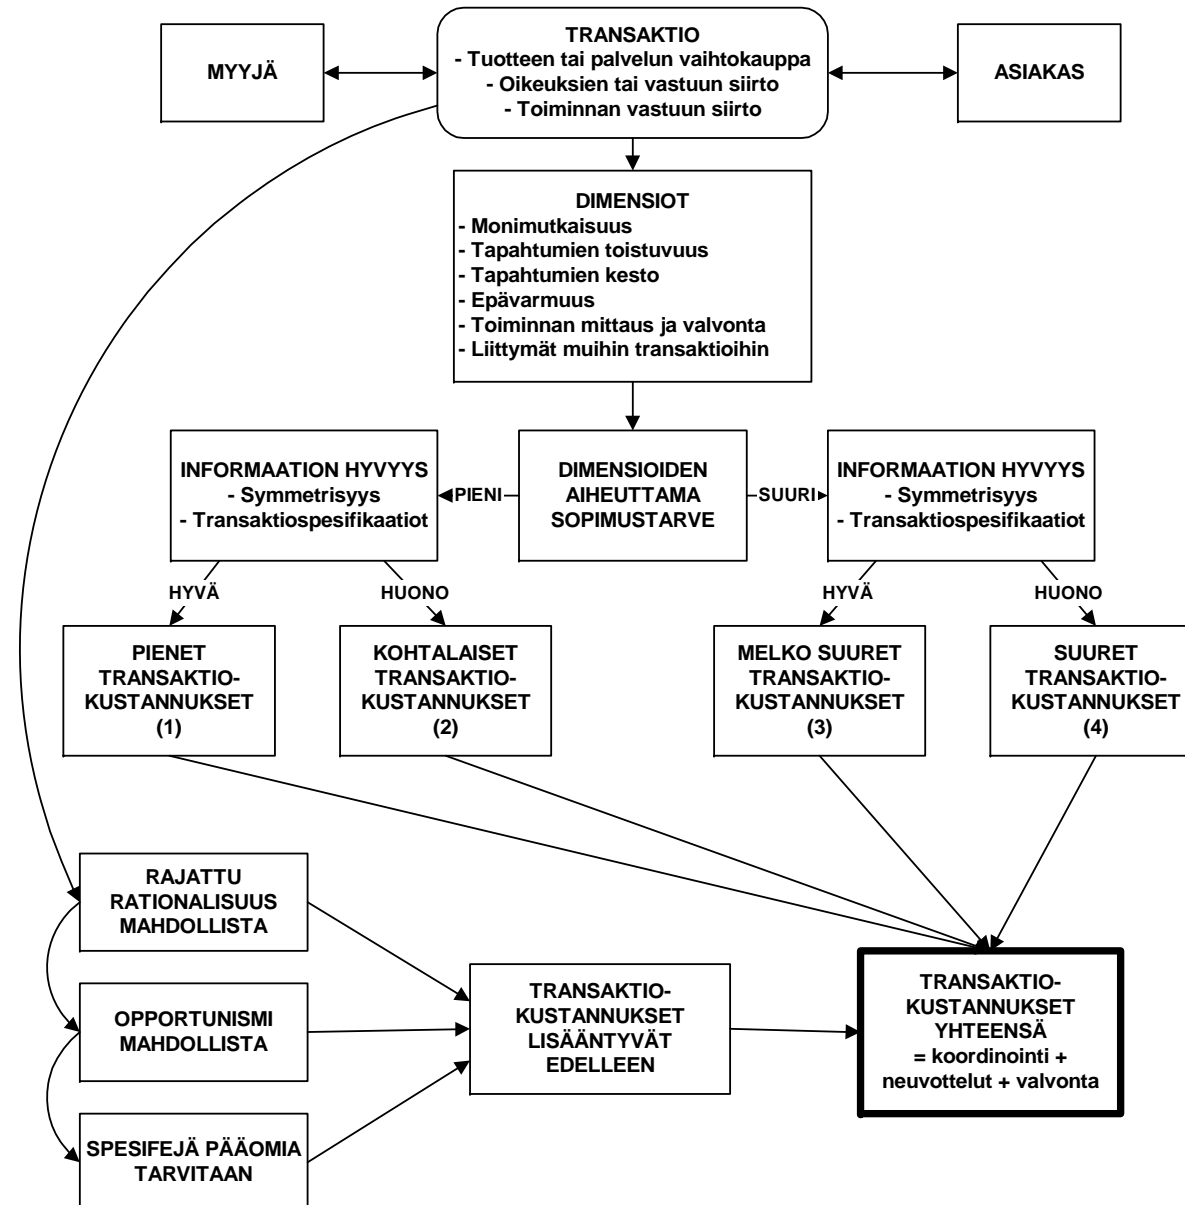 MYYJÄ
TRANSAKTIO
- Tuotteen tai palvelun vaihtokauppa
- Oikeuksien tai vastuun siirto
- Toiminnan vastuun siirto
ASIAKAS
DIMENSIOT
- Monimutkaisuus
- Tapahtumien toistuvuus
- Tapahtumien kesto
- Epävarmuus
- Toiminnan mittaus ja valvonta
- Liittymät muihin transaktioihin
INFORMAATION HYVYYS
- Symmetrisyys
- Transaktiospesifikaatiot
PIENI
DIMENSIOIDEN
AIHEUTTAMA
SOPIMUSTARVE
SUURI
INFORMAATION HYVYYS
- Symmetrisyys
- Transaktiospesifikaatiot
HYVÄ
HUONO
HYVÄ
HUONO
PIENET
TRANSAKTIO-
KUSTANNUKSET
(1)
KOHTALAISET
TRANSAKTIO-
KUSTANNUKSET
(2)
MELKO SUURET
TRANSAKTIO-
KUSTANNUKSET
(3)
SUURET
TRANSAKTIO-
KUSTANNUKSET
(4)
RAJATTU
RATIONALISUUS
MAHDOLLISTA
OPPORTUNISMI
MAHDOLLISTA
SPESIFEJÄ PÄÄOMIA
TARVITAAN
TRANSAKTIO-
KUSTANNUKSET
LISÄÄNTYVÄT
EDELLEEN
TRANSAKTIO-
KUSTANNUKSET
YHTEENSÄ
= koordinointi +
neuvottelut + valvonta